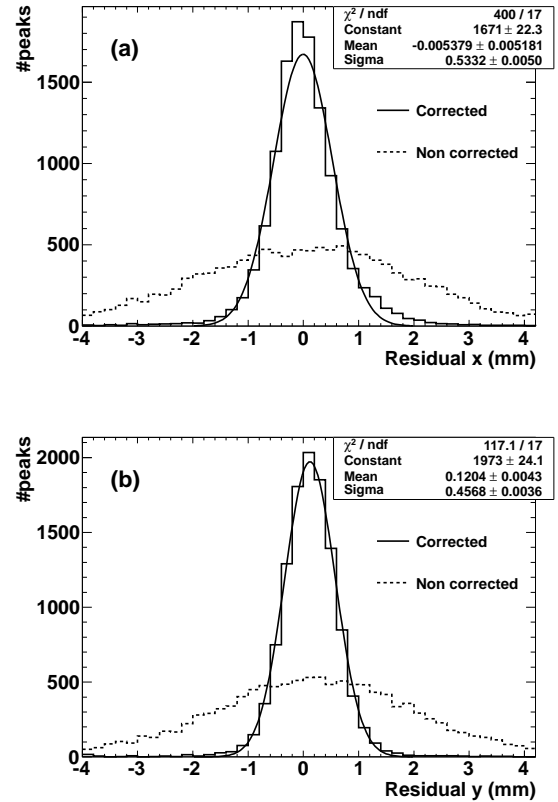 #peaks
(a)
χ² / ndf 400 / 17
Constant 1671 ± 22.3
Mean -0.005379 ± 0.005181
Sigma 0.5332 ± 0.0050
Corrected
Non corrected
1500
1000
500
0
-4 -3 -2 -1 0 1 2 3 4
Residual x (mm)
#peaks
(b)
χ² / ndf 117.1 / 17
Constant 1973 ± 24.1
Mean 0.1204 ± 0.0043
Sigma 0.4568 ± 0.0036
Corrected
Non corrected
2000
1500
1000
500
0
-4 -3 -2 -1 0 1 2 3 4
Residual y (mm)